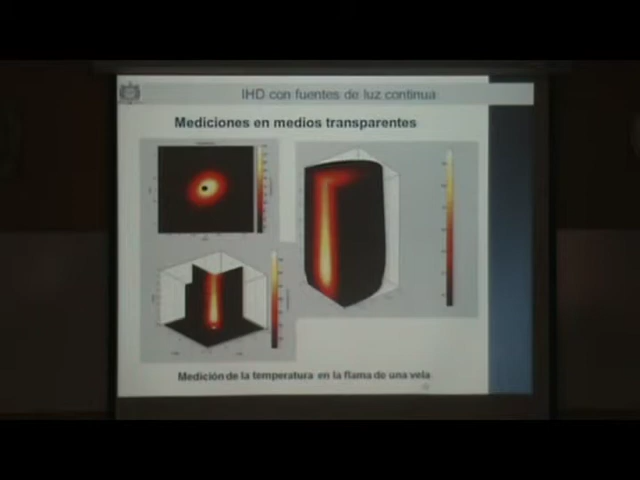 IHD con fuentes de luz continua
Mediciones en medios transparentes
Medición de la temperatura en la flama de una vela